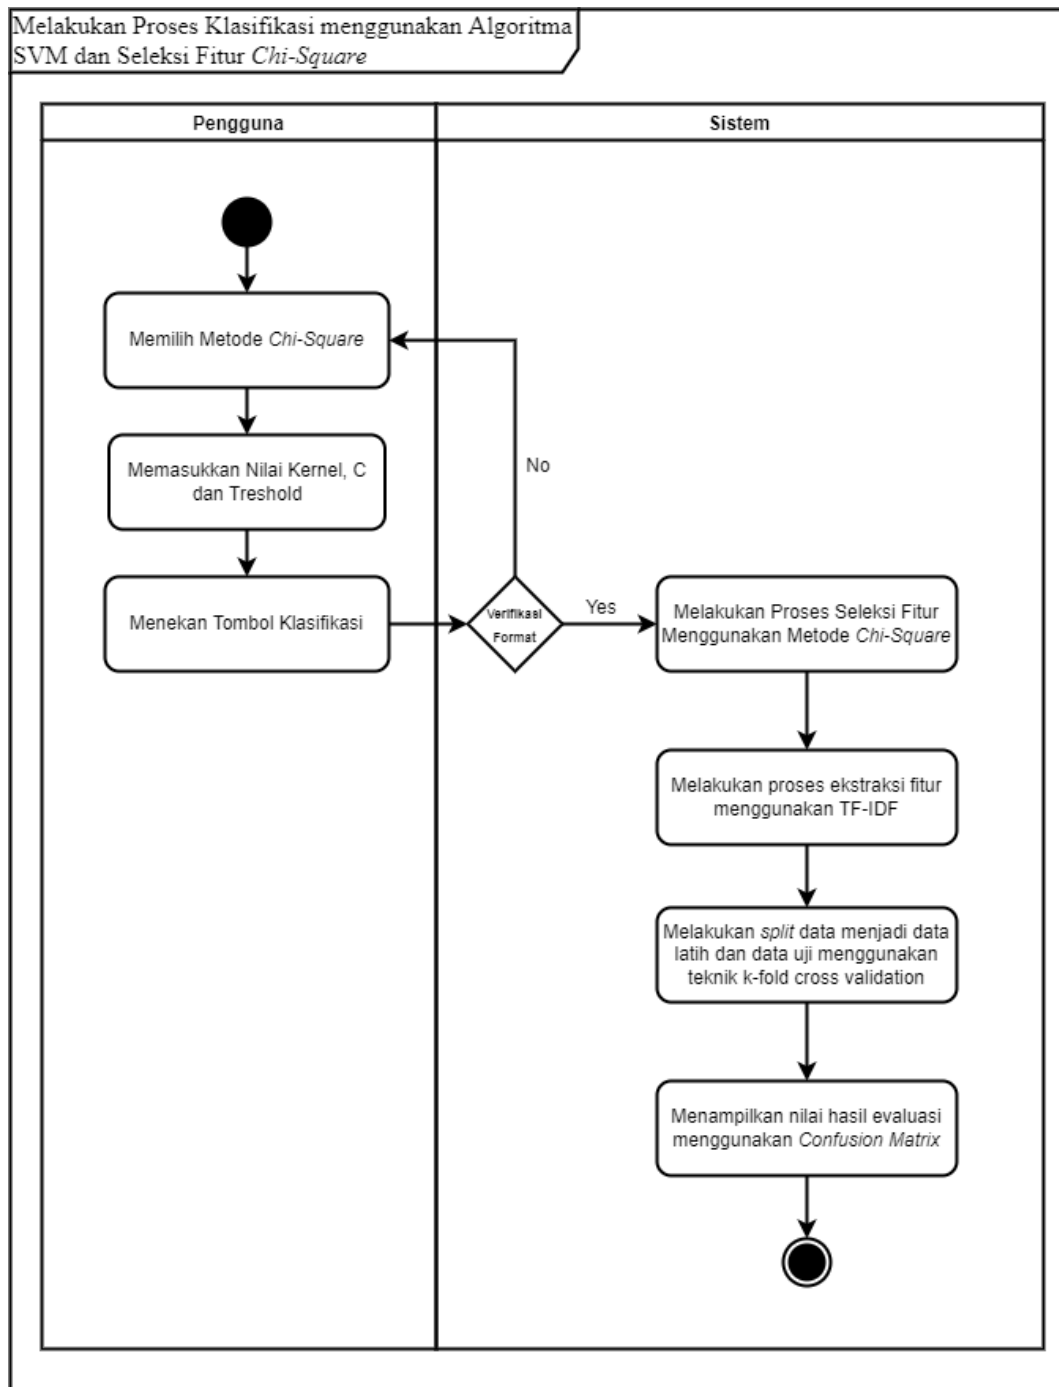 Melakukan Proses Klasifikasi menggunakan Algoritma
SVM dan Seleksi Fitur Chi-Square
Pengguna
Sistem
Memilih Metode Chi-Square
Memasukkan Nilai Kernel, C
dan Treshold
Menekan Tombol Klasifikasi
No
Verifikasi
Format
Yes
Melakukan Proses Seleksi Fitur
Menggunakan Metode Chi-Square
Melakukan proses ekstraksi fitur
menggunakan TF-IDF
Melakukan split data menjadi data
latih dan data uji menggunakan
teknik k-fold cross validation
Menampilkan nilai hasil evaluasi
menggunakan Confusion Matrix